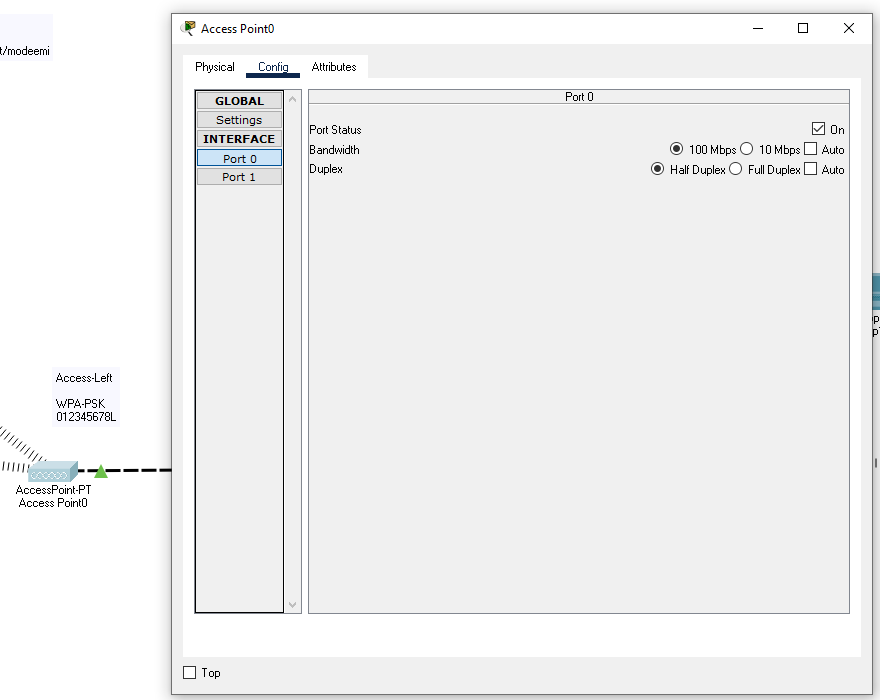 t/modeemi
Access Point0
Physical Config Attributes
GLOBAL
Settings
INTERFACE
Port 0
Port 1
Port 0
Port Status On
Bandwidth 100 Mbps 10 Mbps Auto
Duplex Half Duplex Full Duplex Auto
Access-Left
WPA-PSK
012345678L
AccessPoint-PT
Access Point0
Top